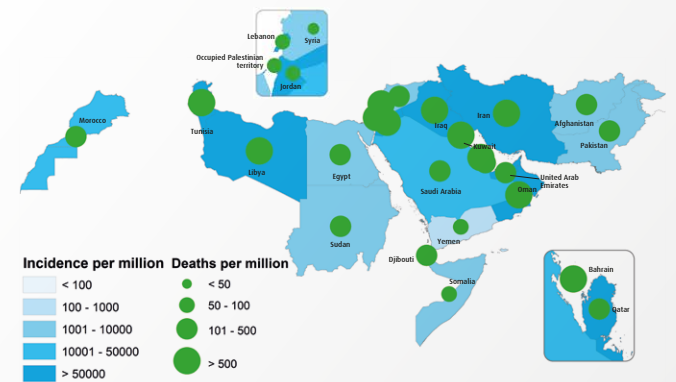 Lebanon
Syria
Occupied Palestinian
territory
Jordan
Morocco
Tunisia
Libya
Egypt
Sudan
Iraq
Iran
Kuwait
Afghanistan
Pakistan
Saudi Arabia
United Arab
Emirates
Oman
Yemen
Djibouti
Somalia
Bahrain
Qatar
Incidence per million
< 100
100 - 1000
1001 - 10000
10001 - 50000
> 50000
Deaths per million
< 50
50 - 100
101 - 500
> 500